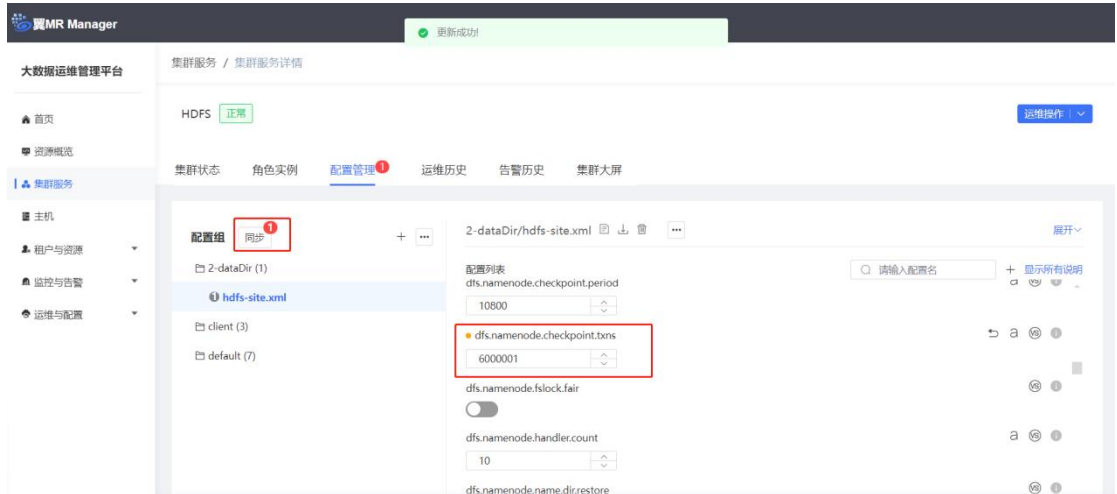 翼MR Manager
更新成功!
大数据运维管理平台
集群服务 / 集群服务详情
首页
资源概览
集群服务
主机
租户与资源
监控与告警
运维与配置
HDFS 正常
运维操作
集群状态 角色实例 配置管理 1 运维历史 告警历史 集群大屏
配置组 同步 1
2-dataDir (1)
hdfs-site.xml
client (3)
default (7)
2-dataDir/hdfs-site.xml
展开
配置列表
请输入配置名
显示所有说明
dfs.namenode.checkpoint.period
10800
dfs.namenode.checkpoint.txns
6000001
dfs.namenode.fslock.fair
dfs.namenode.handler.count
10
dfs.namenode.name.dir.restore